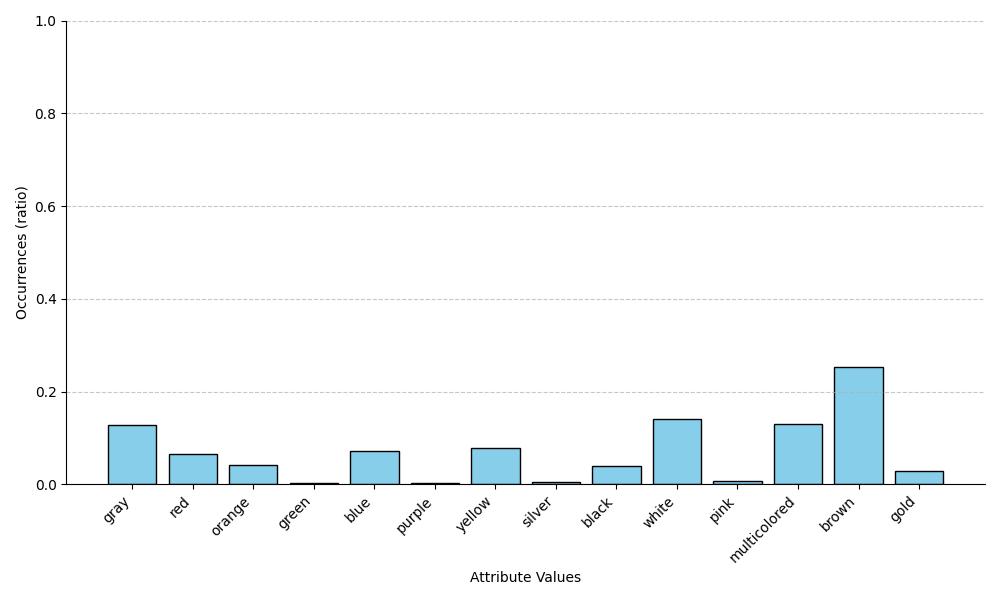 1.0
0.8
0.6
0.4
0.2
0.0
Occurrences (ratio)
gray
red
orange
green
blue
purple
yellow
silver
black
white
pink
multicolored
brown
gold
Attribute Values